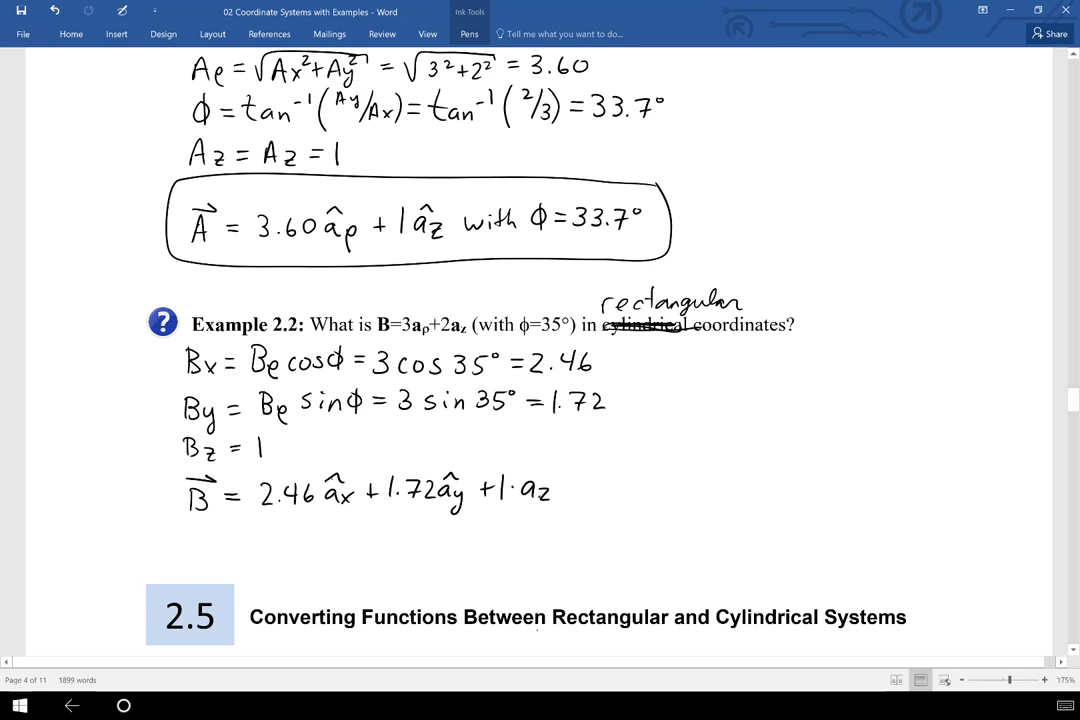 02 Coordinate Systems with Examples - Word
Ink Tools
File Home Insert Design Layout References Mailings Review View Pens Tell me what you want to do... Share
Aρ = √Ax²+Ay² = √3²+2² = 3.60
ϕ = tan⁻¹(Ay/Ax) = tan⁻¹(2/3) = 33.7°
Az = Az = 1
A = 3.60 âρ + 1 âz with ϕ = 33.7°
rectangular
Example 2.2: What is B=3aρ+2az (with ϕ=35°) in cylindrical coordinates?
Bx = Bρ cosϕ = 3 cos 35° = 2.46
By = Bρ sinϕ = 3 sin 35° = 1.72
Bz = 1
B = 2.46 âx + 1.72 ây + 1· az
2.5 Converting Functions Between Rectangular and Cylindrical Systems
Page 4 of 11 1899 words 175%